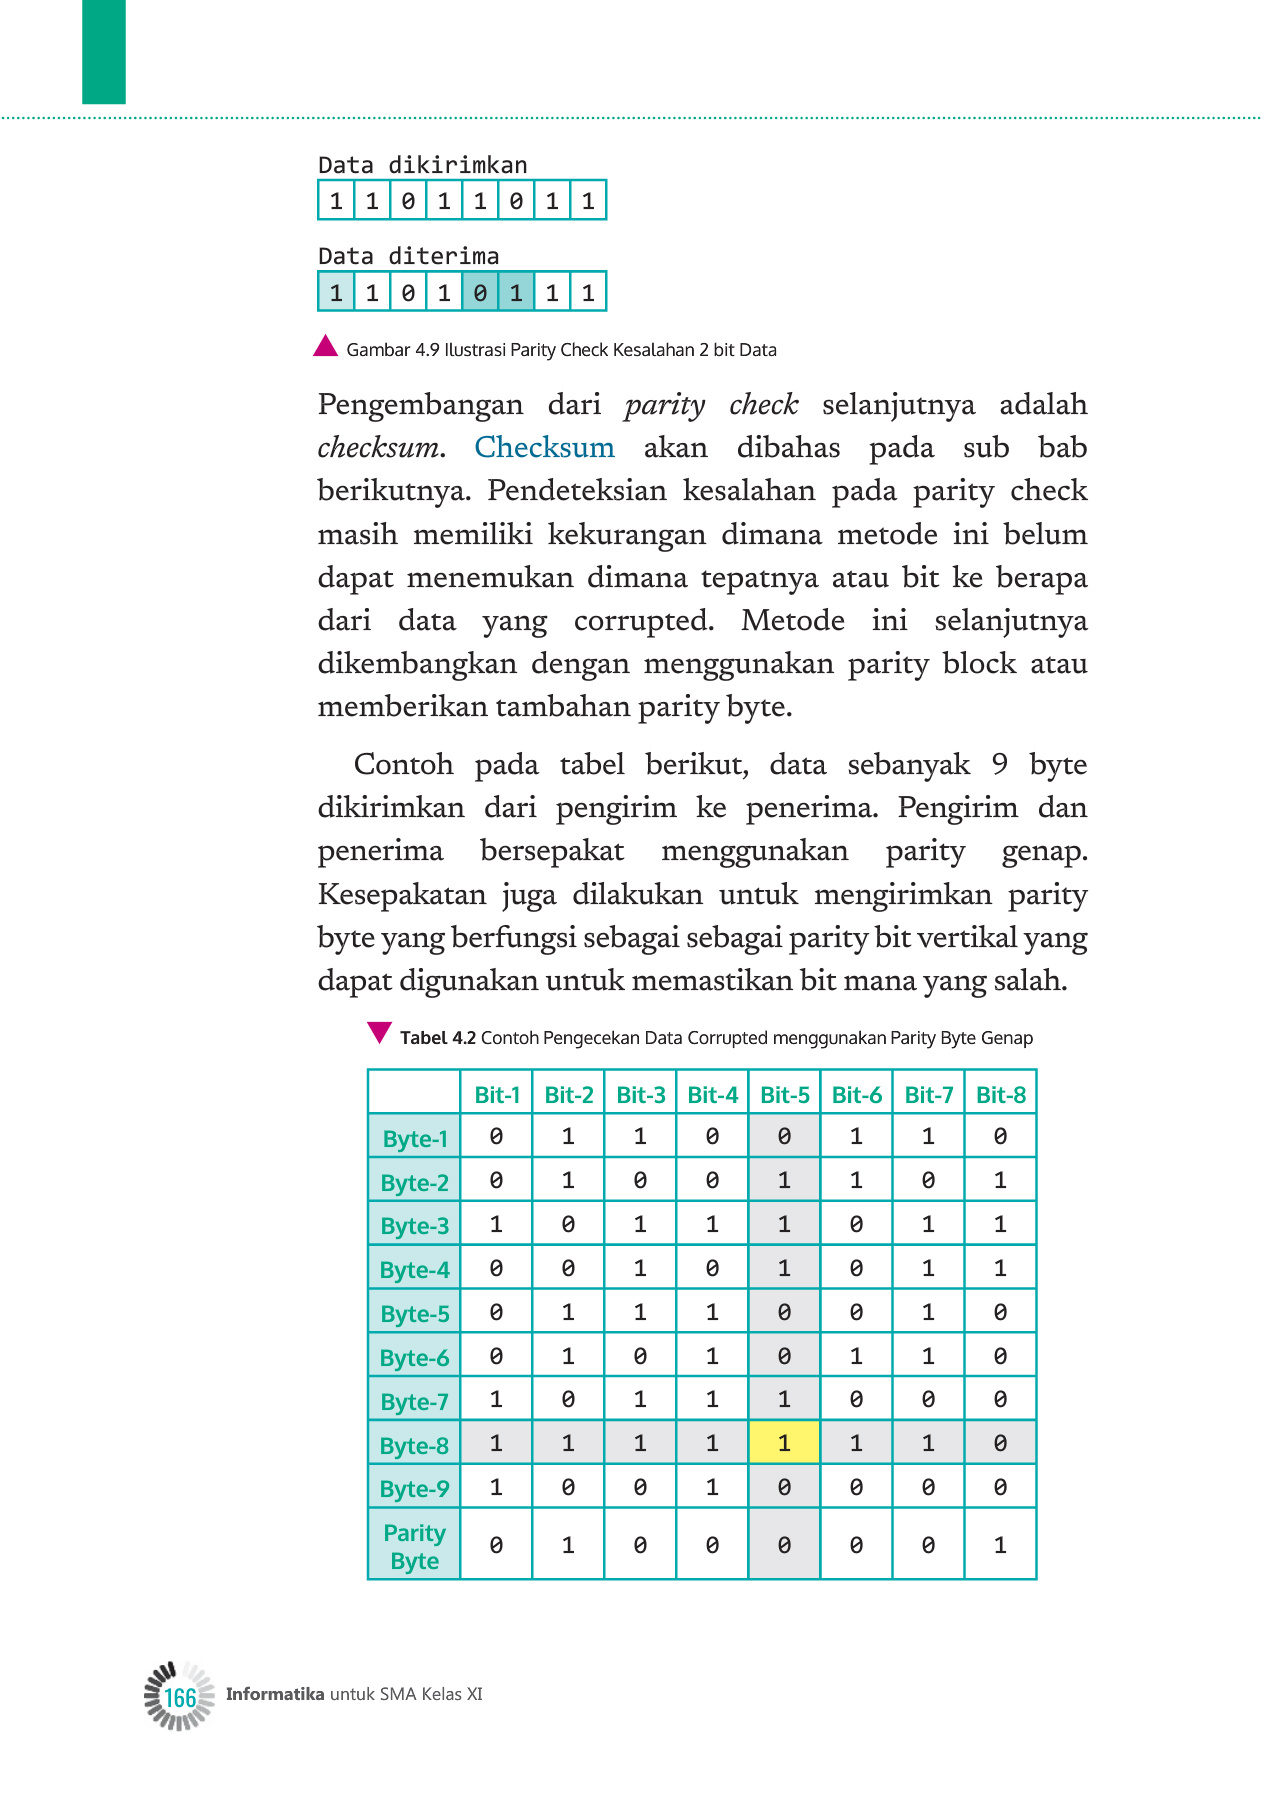 Data dikirimkan
1 1 0 1 1 0 1 1
Data diterima
1 1 0 1 0 1 1 1
Gambar 4.9 Ilustrasi Parity Check Kesalahan 2 bit Data
Pengembangan dari parity check selanjutnya adalah
checksum. Checksum akan dibahas pada sub bab
berikutnya. Pendeteksian kesalahan pada parity check
masih memiliki kekurangan dimana metode ini belum
dapat menemukan dimana tepatnya atau bit ke berapa
dari data yang corrupted. Metode ini selanjutnya
dikembangkan dengan menggunakan parity block atau
memberikan tambahan parity byte.
Contoh pada tabel berikut, data sebanyak 9 byte
dikirimkan dari pengirim ke penerima. Pengirim dan
penerima bersepakat menggunakan parity genap.
Kesepakatan juga dilakukan untuk mengirimkan parity
byte yang berfungsi sebagai sebagai parity bit vertikal yang
dapat digunakan untuk memastikan bit mana yang salah.
Tabel 4.2 Contoh Pengecekan Data Corrupted menggunakan Parity Byte Genap
Bit-1 Bit-2 Bit-3 Bit-4 Bit-5 Bit-6 Bit-7 Bit-8
Byte-1 0 1 1 0 0 1 1 0
Byte-2 0 1 0 0 1 1 0 1
Byte-3 1 0 1 1 1 0 1 1
Byte-4 0 0 1 0 1 0 1 1
Byte-5 0 1 1 1 0 0 1 0
Byte-6 0 1 0 1 0 1 1 0
Byte-7 1 0 1 1 1 0 0 0
Byte-8 1 1 1 1 1 1 1 0
Byte-9 1 0 0 1 0 0 0 0
Parity
Byte 0 1 0 0 0 0 0 1
166 Informatika untuk SMA Kelas XI